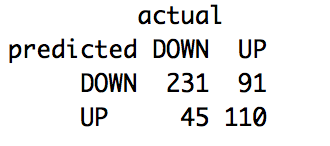 actual
predicted DOWN UP
DOWN 231 91
UP 45 110